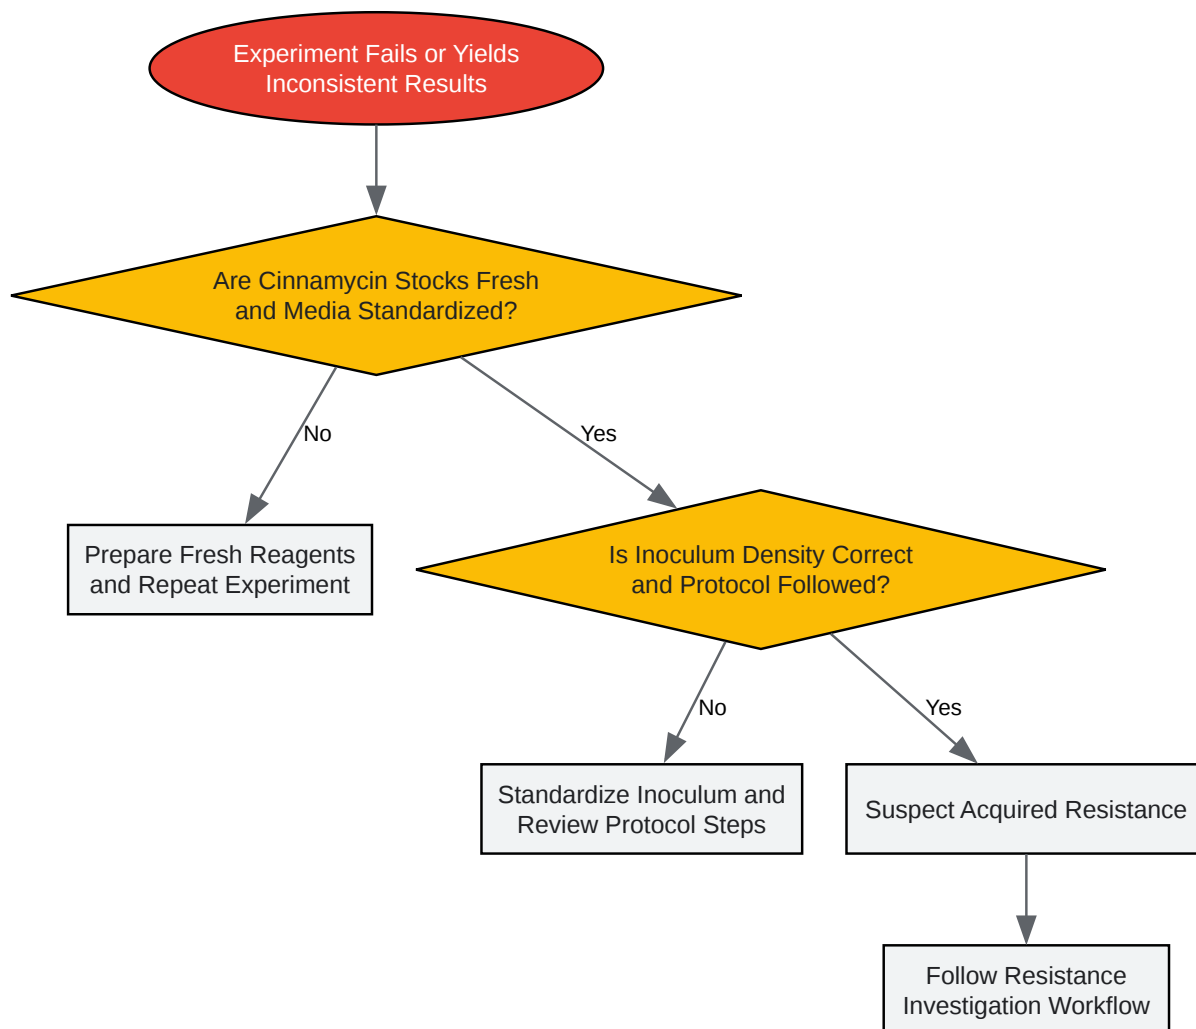 Experiment Fails or Yields
Inconsistent Results
Are Cinnamycin Stocks Fresh
and Media Standardized?
No
Yes
Prepare Fresh Reagents
and Repeat Experiment
Is Inoculum Density Correct
and Protocol Followed?
No
Yes
Standardize Inoculum and
Review Protocol Steps
Suspect Acquired Resistance
Follow Resistance
Investigation Workflow